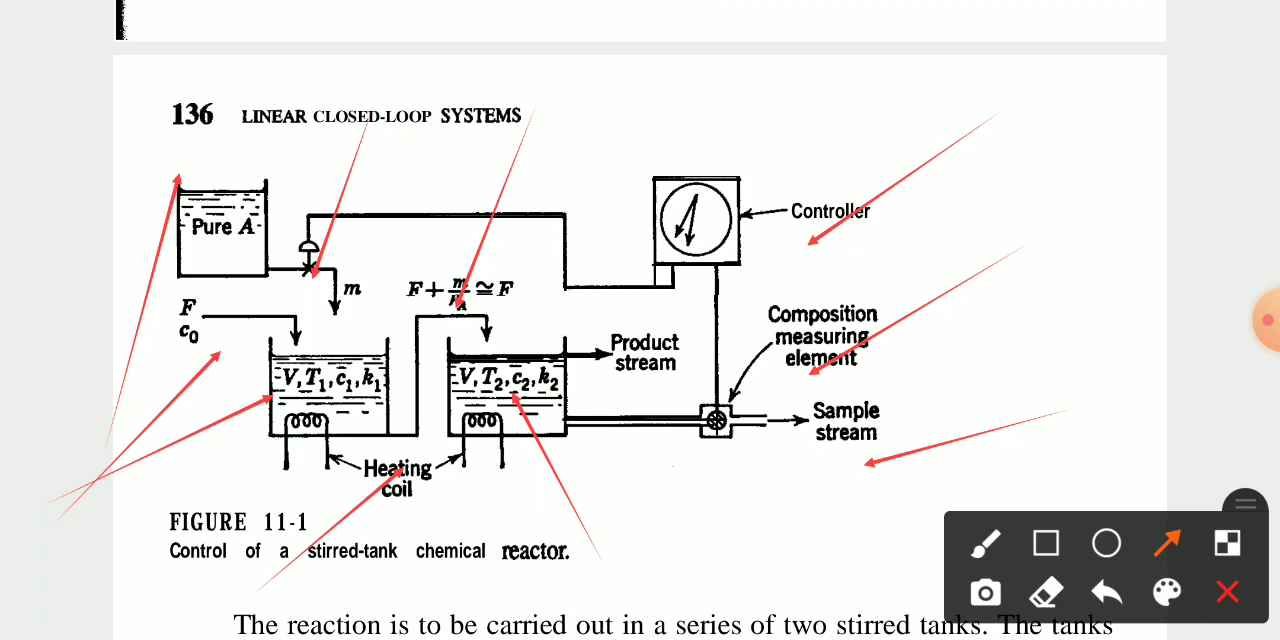 136 LINEAR CLOSED-LOOP SYSTEMS
Pure A
Controller
m
F + m/ρA ≅ F
F
c₀
Composition
measuring
element
Product
stream
V, T₁, c₁, k₁
V, T₂, c₂, k₂
Sample
stream
Heating
coil
FIGURE 11-1
Control of a stirred-tank chemical reactor.
The reaction is to be carried out in a series of two stirred tanks. The tanks